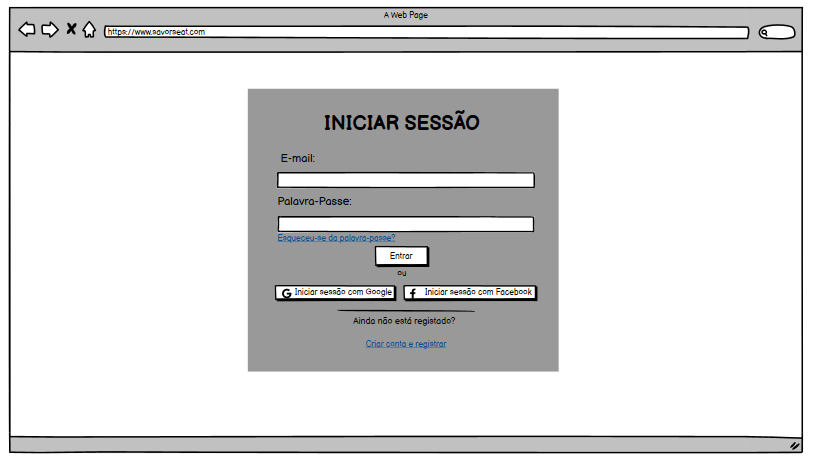 A Web Page
https://www.savorseat.com
INICIAR SESSÃO
E-mail:
Palavra-Passe:
Esqueceu-se da palavra-passe?
Entrar
ou
Iniciar sessão com Google
Iniciar sessão com Facebook
Ainda não está registado?
Criar conta e registrar